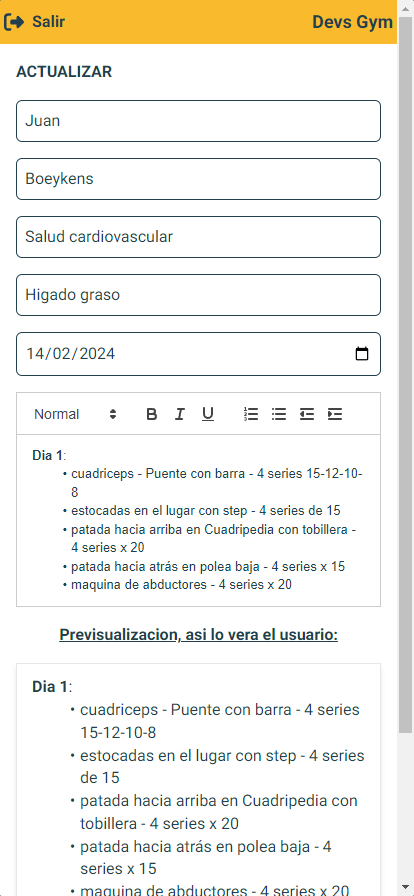 Salir Devs Gym
ACTUALIZAR
Juan
Boeykens
Salud cardiovascular
Higado graso
14/02/2024
Normal B I U
Dia 1:
• cuadriceps - Puente con barra - 4 series 15-12-10-
8
• estocadas en el lugar con step - 4 series de 15
• patada hacia arriba en Cuadripedia con tobillera -
4 series x 20
• patada hacia atrás en polea baja - 4 series x 15
• maquina de abductores - 4 series x 20
Previsualizacion, asi lo vera el usuario:
Dia 1:
• cuadriceps - Puente con barra - 4 series
15-12-10-8
• estocadas en el lugar con step - 4 series
de 15
• patada hacia arriba en Cuadripedia con
tobillera - 4 series x 20
• patada hacia atrás en polea baja - 4
series x 15
• maquina de abductores - 4 series x 20